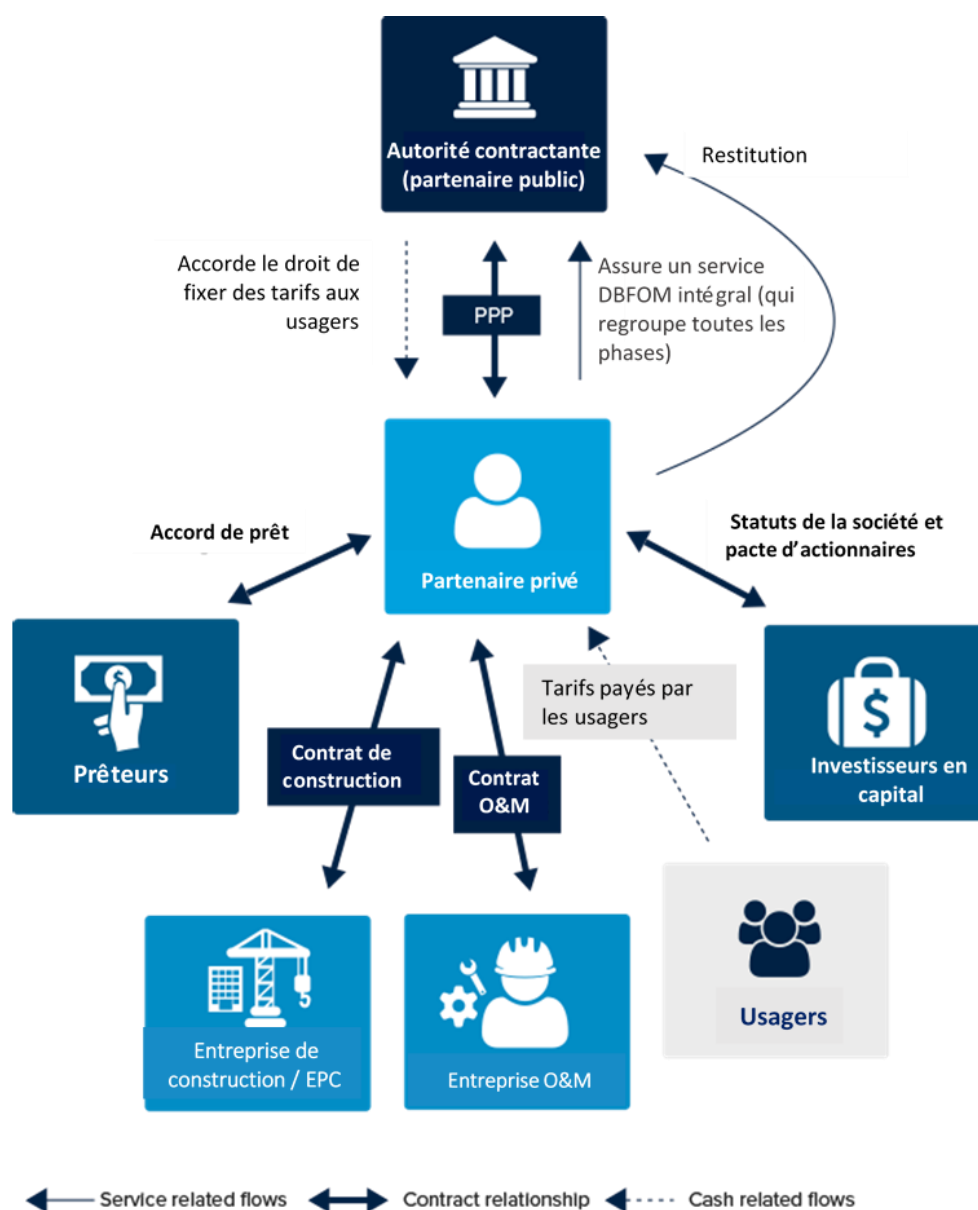 Autorité contractante
(partenaire public)
Restitution
Accorde le droit de
fixer des tarifs aux
usagers
PPP
Assure un service
DBFOM intégral (qui
regroupe toutes les
phases)
Accord de prêt
Partenaire privé
Statuts de la société et
pacte d’actionnaires
Prêteurs
Tarifs payés par
les usagers
Investisseurs en
capital
Contrat de
construction
Contrat
O&M
Entreprise de
construction / EPC
Entreprise O&M
Usagers
Service related flows
Contract relationship
Cash related flows